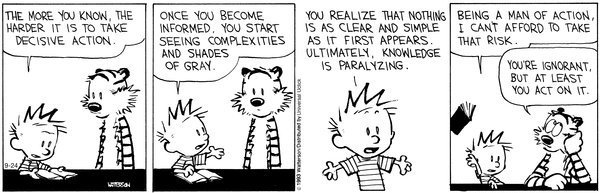 THE MORE YOU KNOW, THE
HARDER IT IS TO TAKE
DECISIVE ACTION.
9-24
WATTERSON
ONCE YOU BECOME
INFORMED, YOU START
SEEING COMPLEXITIES
AND SHADES
OF GRAY.
© 1993 Watterson/Distributed by Universal Uclick
YOU REALIZE THAT NOTHING
IS AS CLEAR AND SIMPLE
AS IT FIRST APPEARS.
ULTIMATELY, KNOWLEDGE
IS PARALYZING.
BEING A MAN OF ACTION,
I CAN'T AFFORD TO TAKE
THAT RISK.
YOU'RE IGNORANT,
BUT AT LEAST
YOU ACT ON IT.